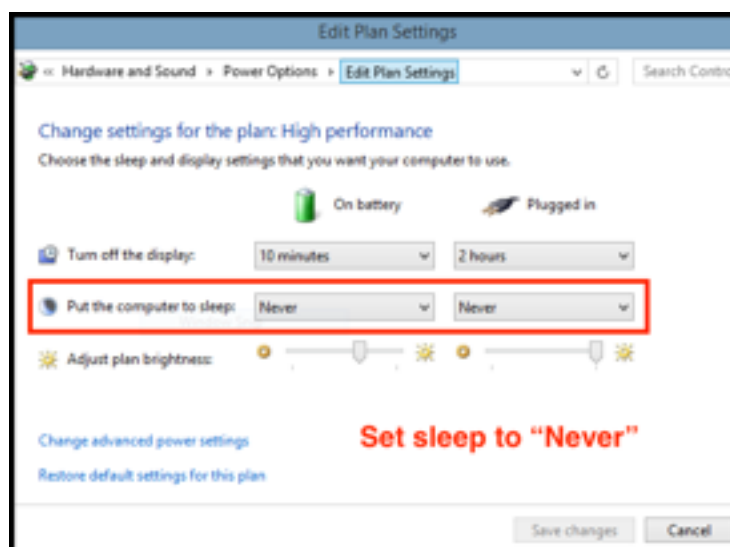 Edit Plan Settings
« Hardware and Sound › Power Options › Edit Plan Settings Search Contro
Change settings for the plan: High performance
Choose the sleep and display settings that you want your computer to use.
On battery Plugged in
Turn off the display: 10 minutes 2 hours
Put the computer to sleep: Never Never
Adjust plan brightness:
Set sleep to “Never”
Change advanced power settings
Restore default settings for this plan
Save changes Cancel